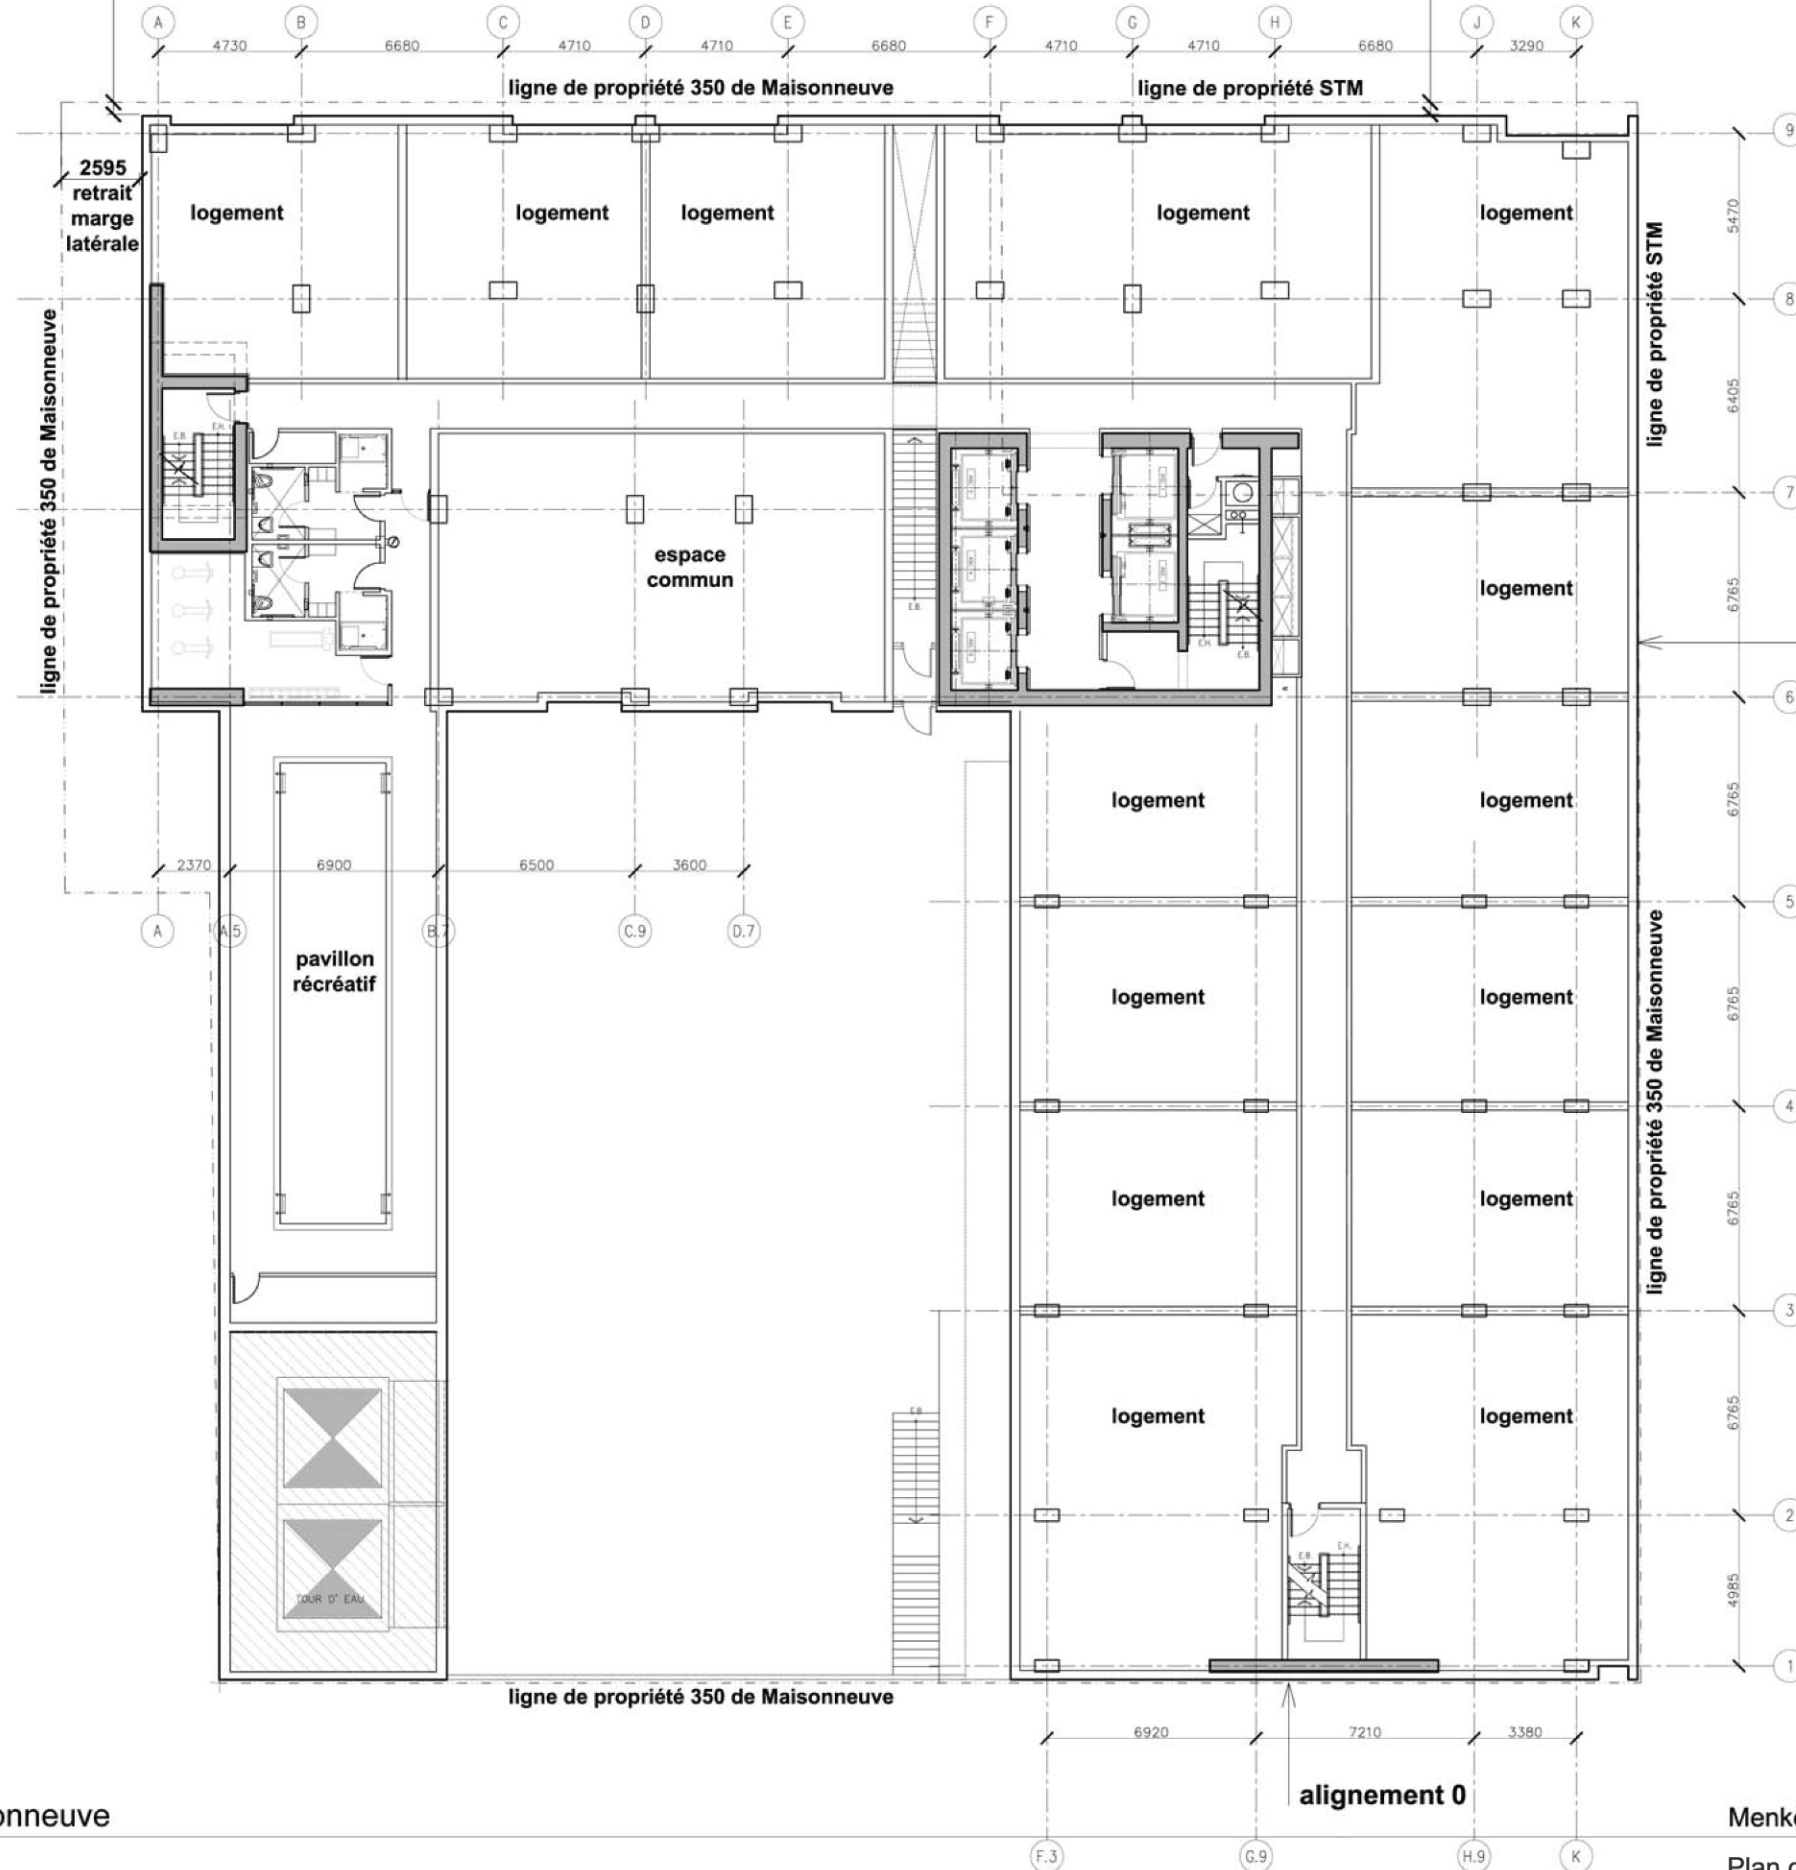 A B C D E F G H J K
4730 6680 4710 4710 6680 4710 4710 6680 3290
ligne de propriété 350 de Maisonneuve
ligne de propriété STM
9
2595
retrait
marge
latérale
logement
logement
logement
logement
logement
5470
ligne de propriété STM
8
ligne de propriété 350 de Maisonneuve
6405
E.B.
E.H.
7
espace
commun
logement
6765
E.B.
E.H.
E.B.
6
logement
logement
6765
2370 6900 6500 3600
5
A A.5 B.7 C.9 D.7
pavillon
récréatif
logement
logement
6765
ligne de propriété 350 de Maisonneuve
4
logement
logement
6765
3
logement
logement
6765
E.B.
2
E.B.
E.H.
TOUR D' EAU
4985
1
ligne de propriété 350 de Maisonneuve
6920 7210 3380
alignement 0
onneuve
Menk
F.3 G.9 H.9 K
Plan